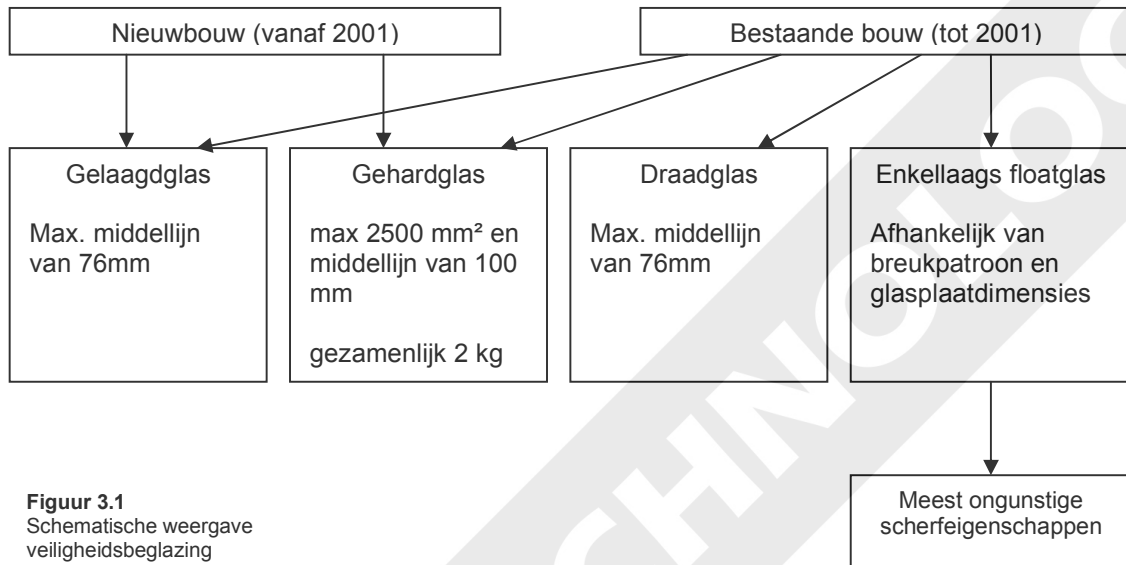 Nieuwbouw (vanaf 2001)
Bestaande bouw (tot 2001)
Gelaagdglas
Max. middellijn
van 76mm
Gehardglas
max 2500 mm² en
middellijn van 100
mm
gezamenlijk 2 kg
Draadglas
Max. middellijn
van 76mm
Enkellaags floatglas
Afhankelijk van
breukpatroon en
glasplaatdimensies
Meest ongunstige
scherfeigenschappen
Figuur 3.1
Schematische weergave
veiligheidsbeglazing
CHNOLOG